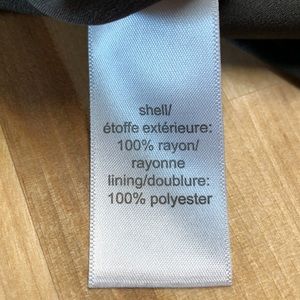 shell/
étoffe extérieure:
100% rayon/
rayonne
lining/doublure:
100% polyester